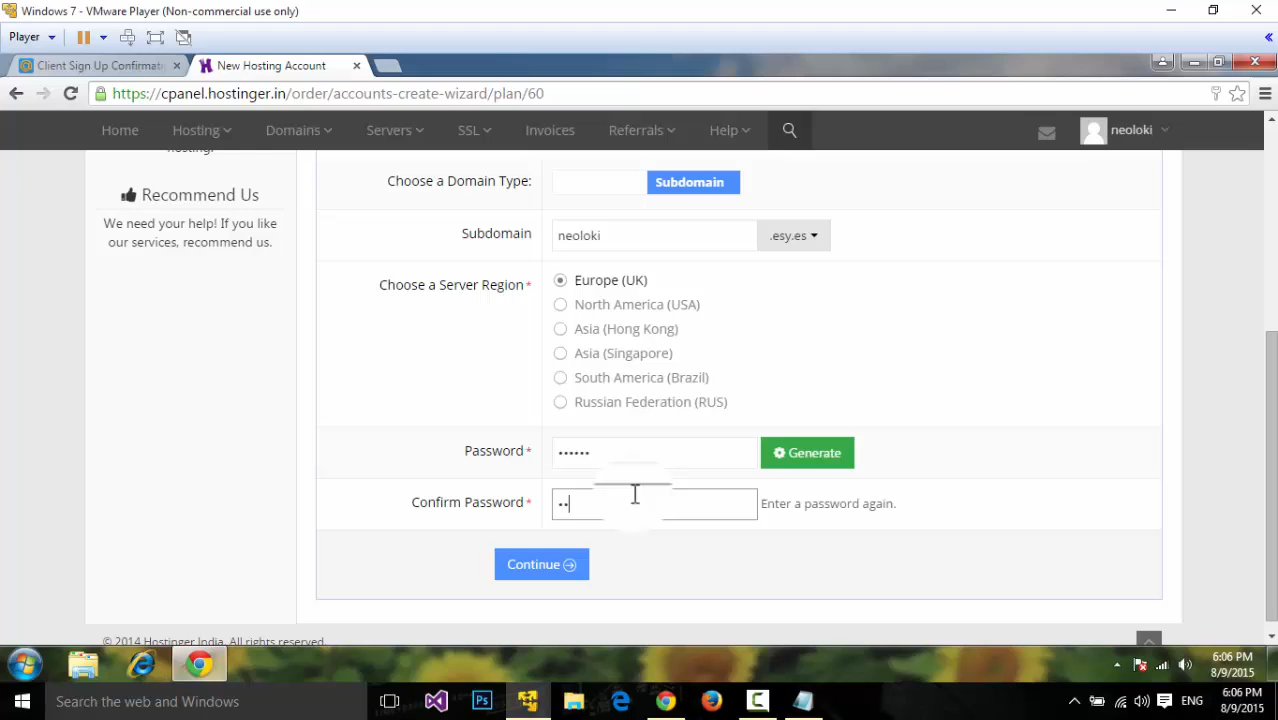 Windows 7 - VMware Player (Non-commercial use only)
Player
Client Sign Up Confirmati
New Hosting Account
https://cpanel.hostinger.in/order/accounts-create-wizard/plan/60
Home
Hosting
Domains
Servers
SSL
Invoices
Referrals
Help
neoloki
hosting.
Recommend Us
We need your help! If you like
our services, recommend us.
Choose a Domain Type:
Subdomain
Subdomain
neoloki
.esy.es
Choose a Server Region *
Europe (UK)
North America (USA)
Asia (Hong Kong)
Asia (Singapore)
South America (Brazil)
Russian Federation (RUS)
Password *
••••••
Generate
Confirm Password *
••
Enter a password again.
Continue
© 2014 Hostinger India. All rights reserved.
6:06 PM
8/9/2015
Search the web and Windows
ENG
6:06 PM
8/9/2015